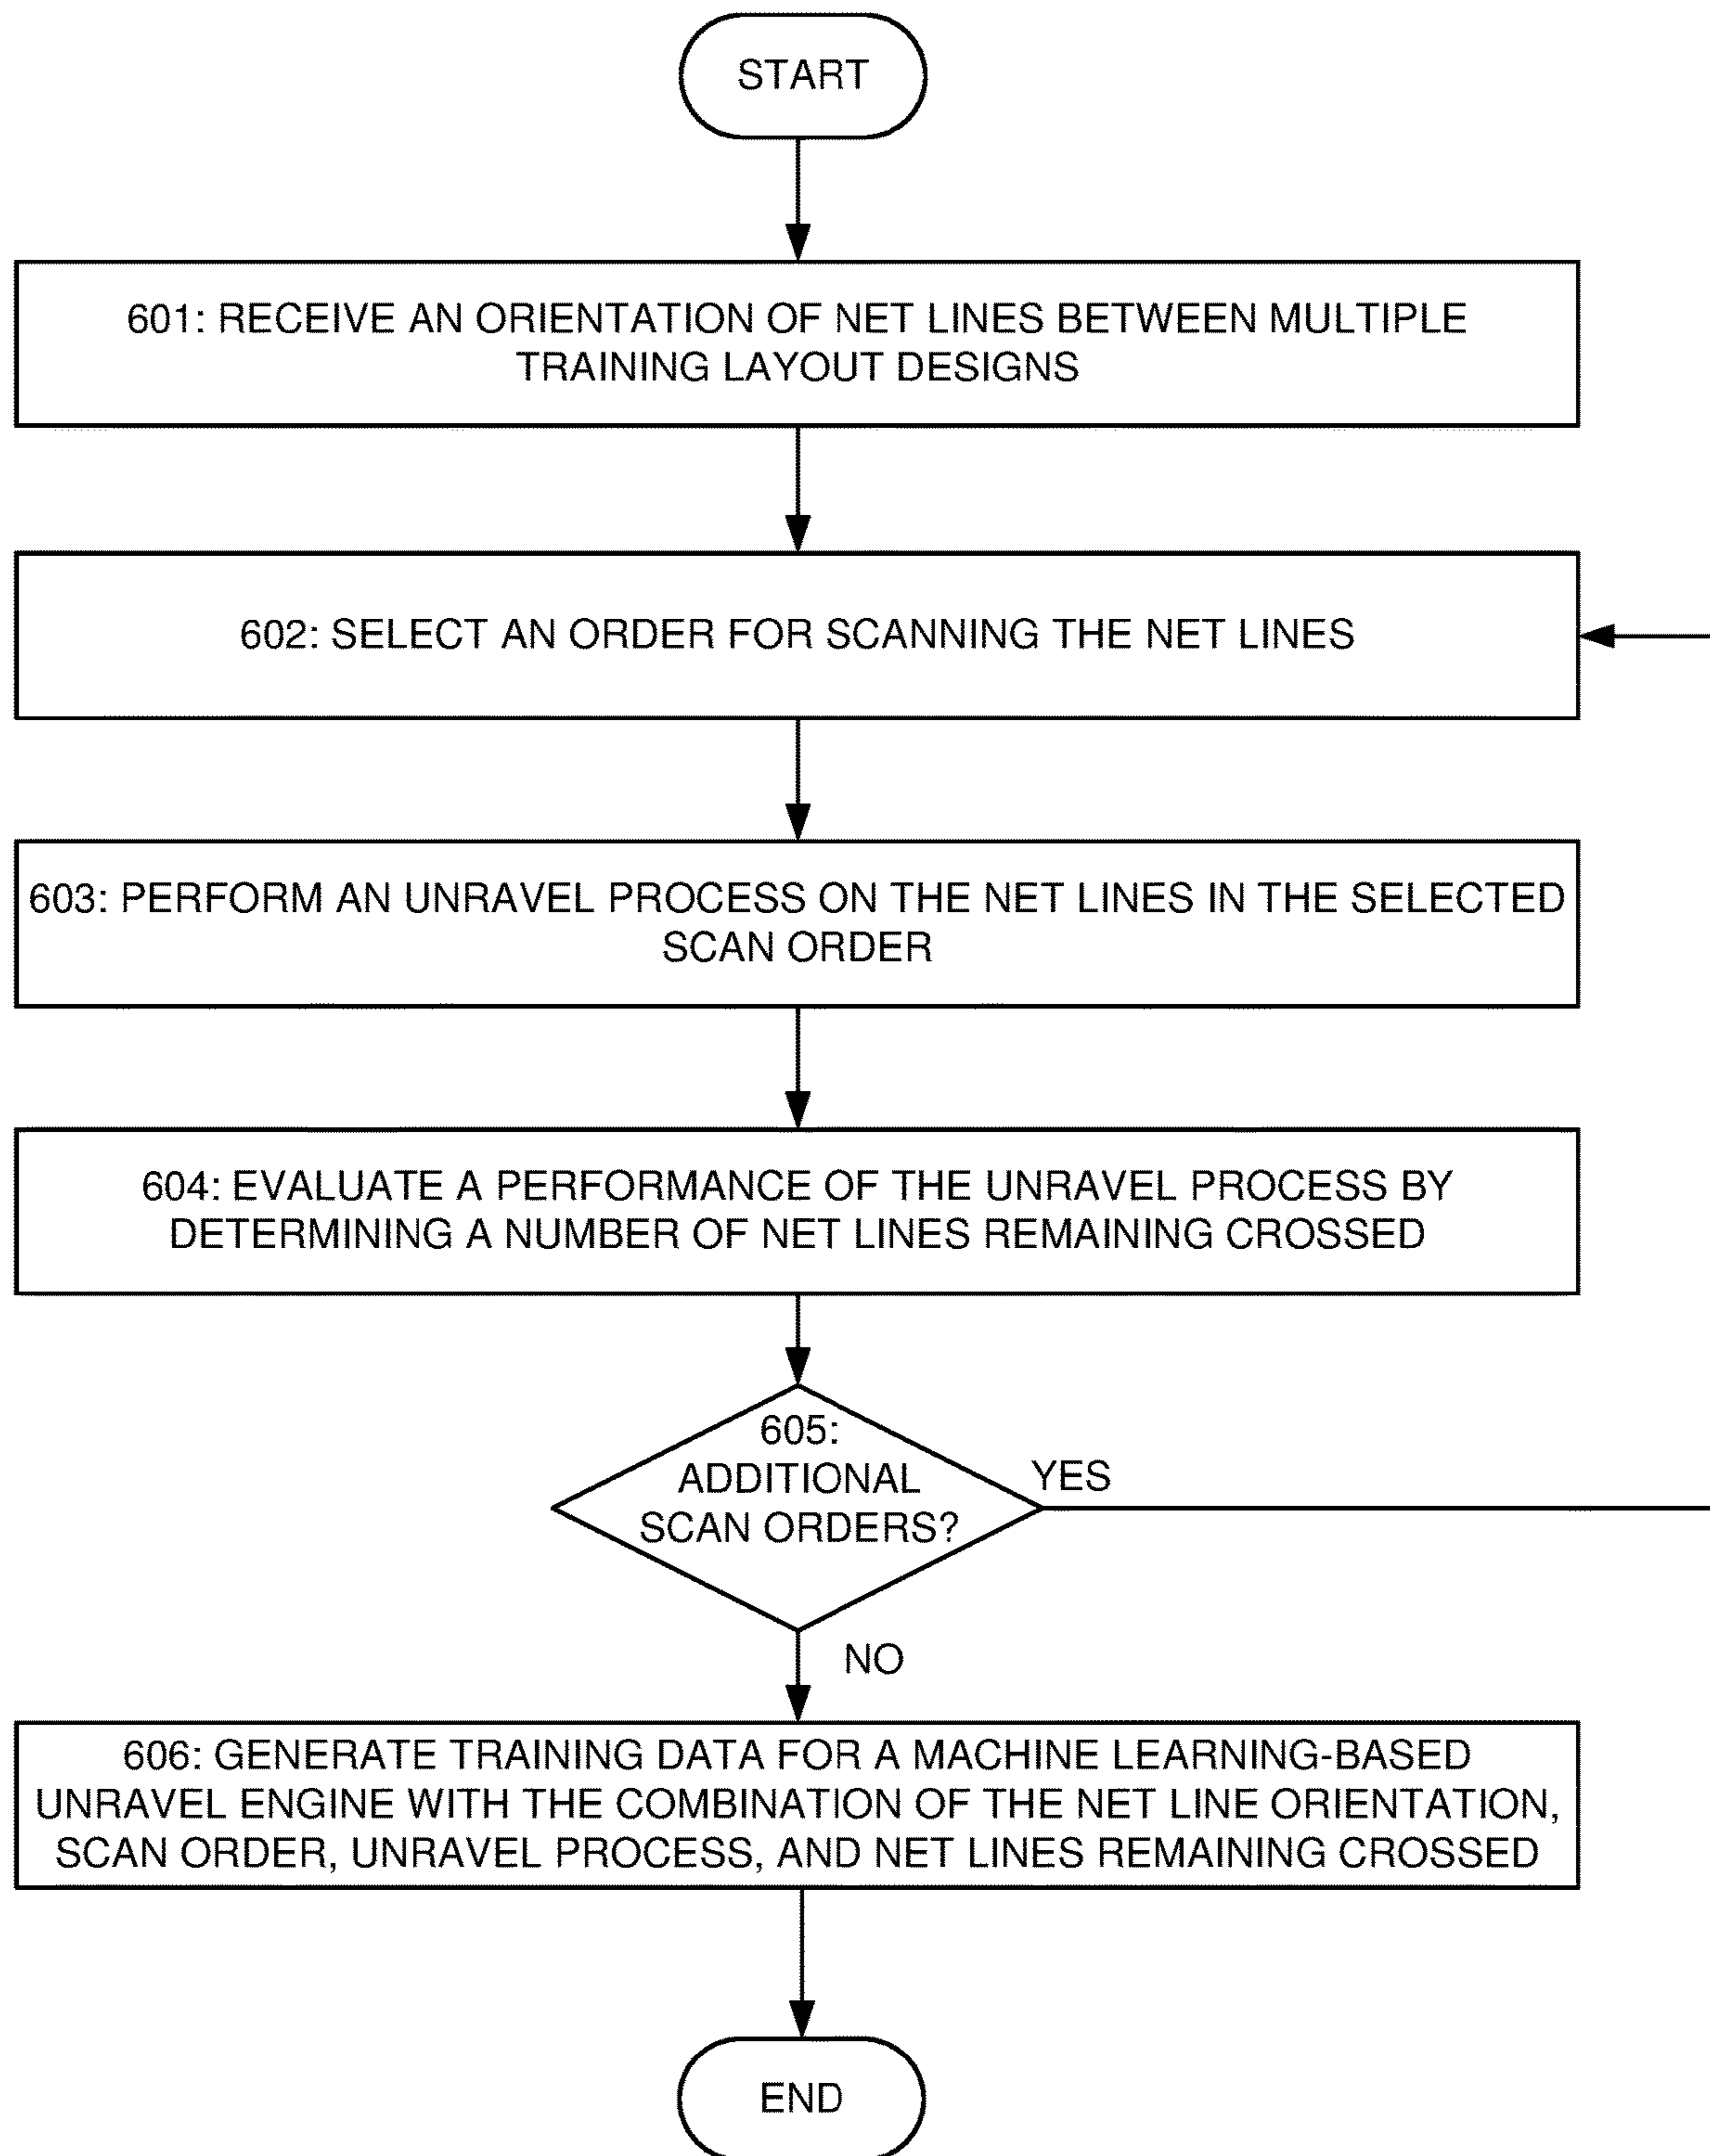 START
601: RECEIVE AN ORIENTATION OF NET LINES BETWEEN MULTIPLE
TRAINING LAYOUT DESIGNS
602: SELECT AN ORDER FOR SCANNING THE NET LINES
603: PERFORM AN UNRAVEL PROCESS ON THE NET LINES IN THE SELECTED
SCAN ORDER
604: EVALUATE A PERFORMANCE OF THE UNRAVEL PROCESS BY
DETERMINING A NUMBER OF NET LINES REMAINING CROSSED
605:
ADDITIONAL
SCAN ORDERS?
YES
NO
606: GENERATE TRAINING DATA FOR A MACHINE LEARNING-BASED
UNRAVEL ENGINE WITH THE COMBINATION OF THE NET LINE ORIENTATION,
SCAN ORDER, UNRAVEL PROCESS, AND NET LINES REMAINING CROSSED
END